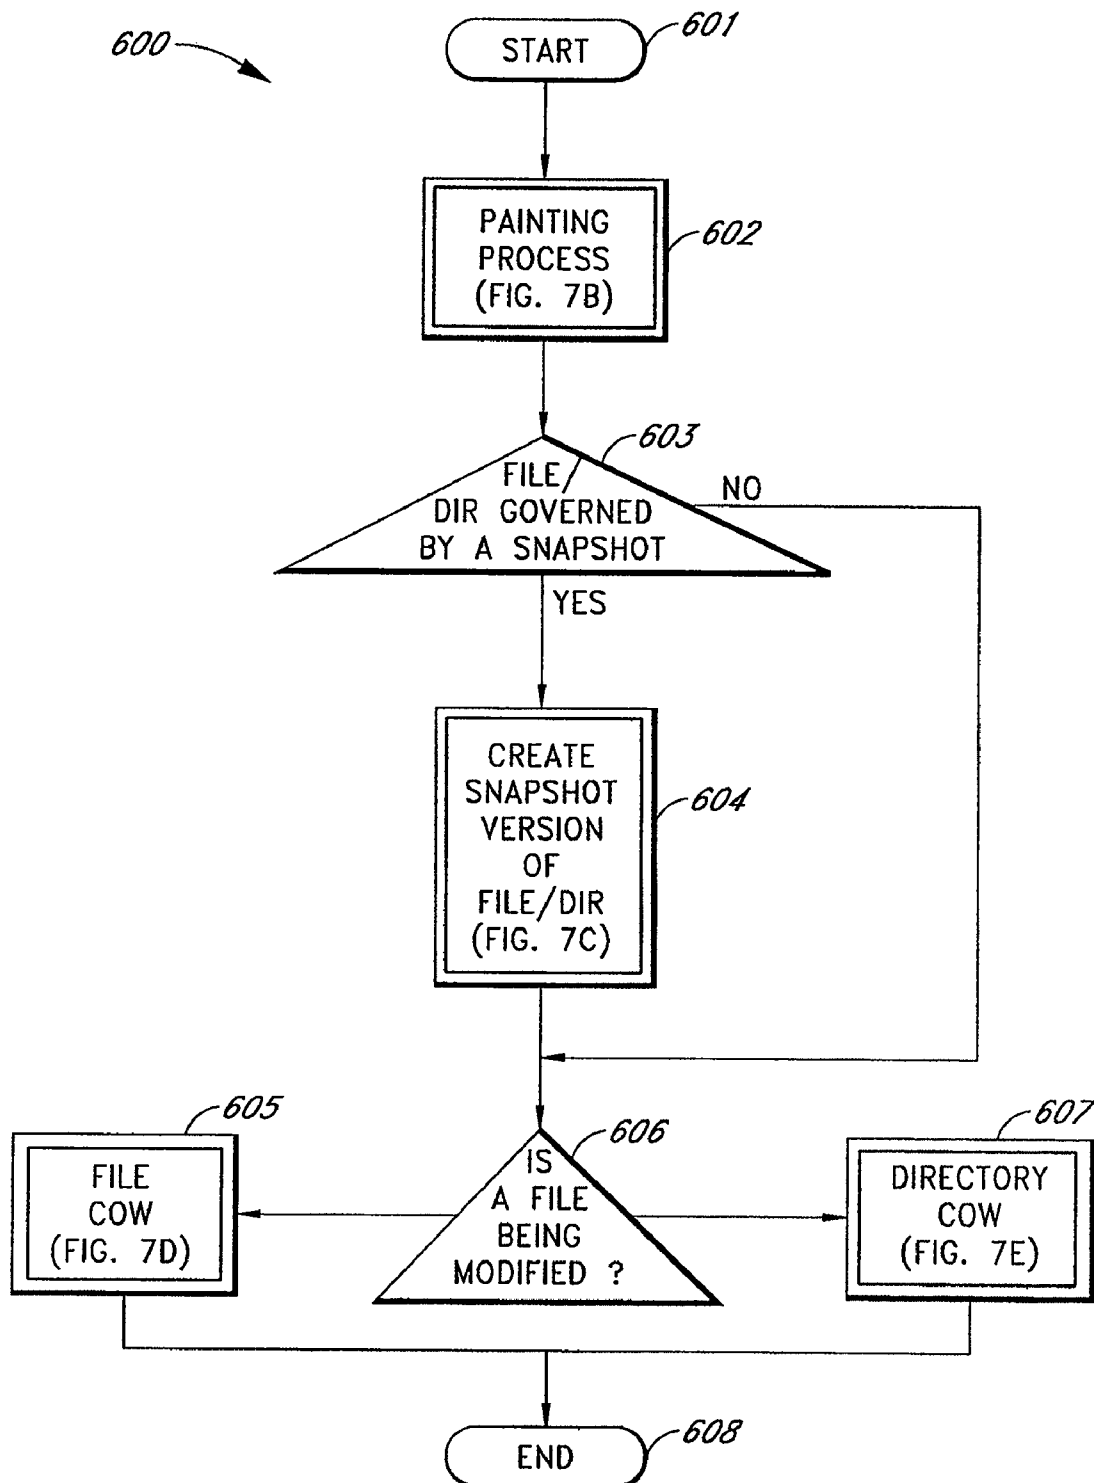 600
START
601
PAINTING
PROCESS
(FIG. 7B)
602
603
FILE/
DIR GOVERNED
BY A SNAPSHOT
NO
YES
CREATE
SNAPSHOT
VERSION
OF
FILE/DIR
(FIG. 7C)
604
605
FILE
COW
(FIG. 7D)
606
IS
A FILE
BEING
MODIFIED ?
607
DIRECTORY
COW
(FIG. 7E)
END
608